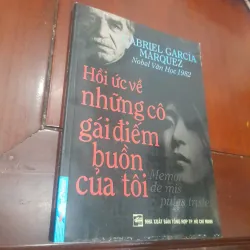 GABRIEL GARCÍA
MÁRQUEZ
Nobel Văn Học 1982
Hồi ức về
những cô
gái điếm
buồn
của tôi
Memoria
de mis
putas tristes
NHÀ XUẤT BẢN TỔNG HỢP TP. HỒ CHÍ MINH